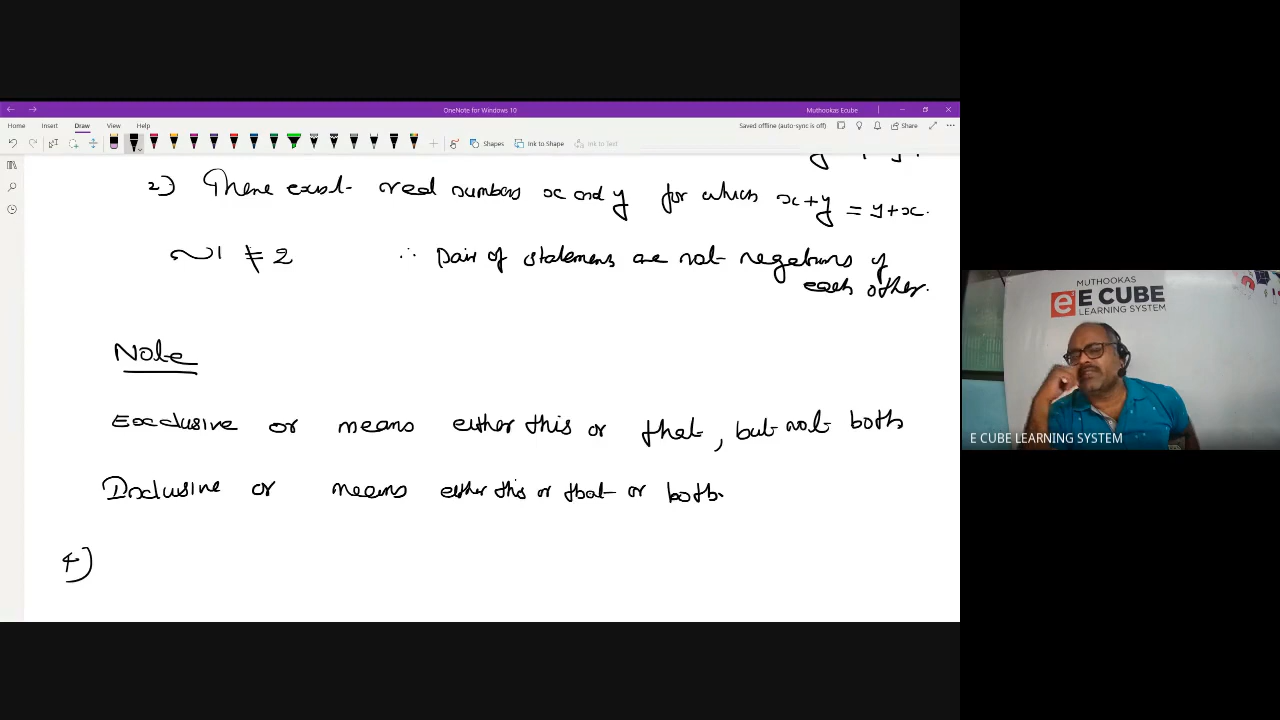 OneNote for Windows 10
Muthookas Ecube
Home Insert Draw View Help
Saved offline (auto-sync is off) Share
Shapes Ink to Shape Ink to Text
2) There exist real numbers x and y for which x+y = y+x.
~1 ≠ 2 ∴ pair of statements are not negations of
each other.
Note
Exclusive or means either this or that, but not both
Inclusive or means either this or that or both.
4)
MUTHOOKAS
e E CUBE
LEARNING SYSTEM
E CUBE LEARNING SYSTEM